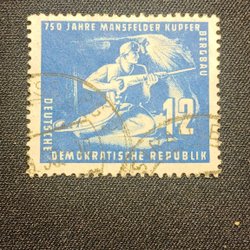 750 JAHRE MANSFELDER KUPFER
BERGBAU
DEUTSCHE
DEMOKRATISCHE REPUBLIK
12